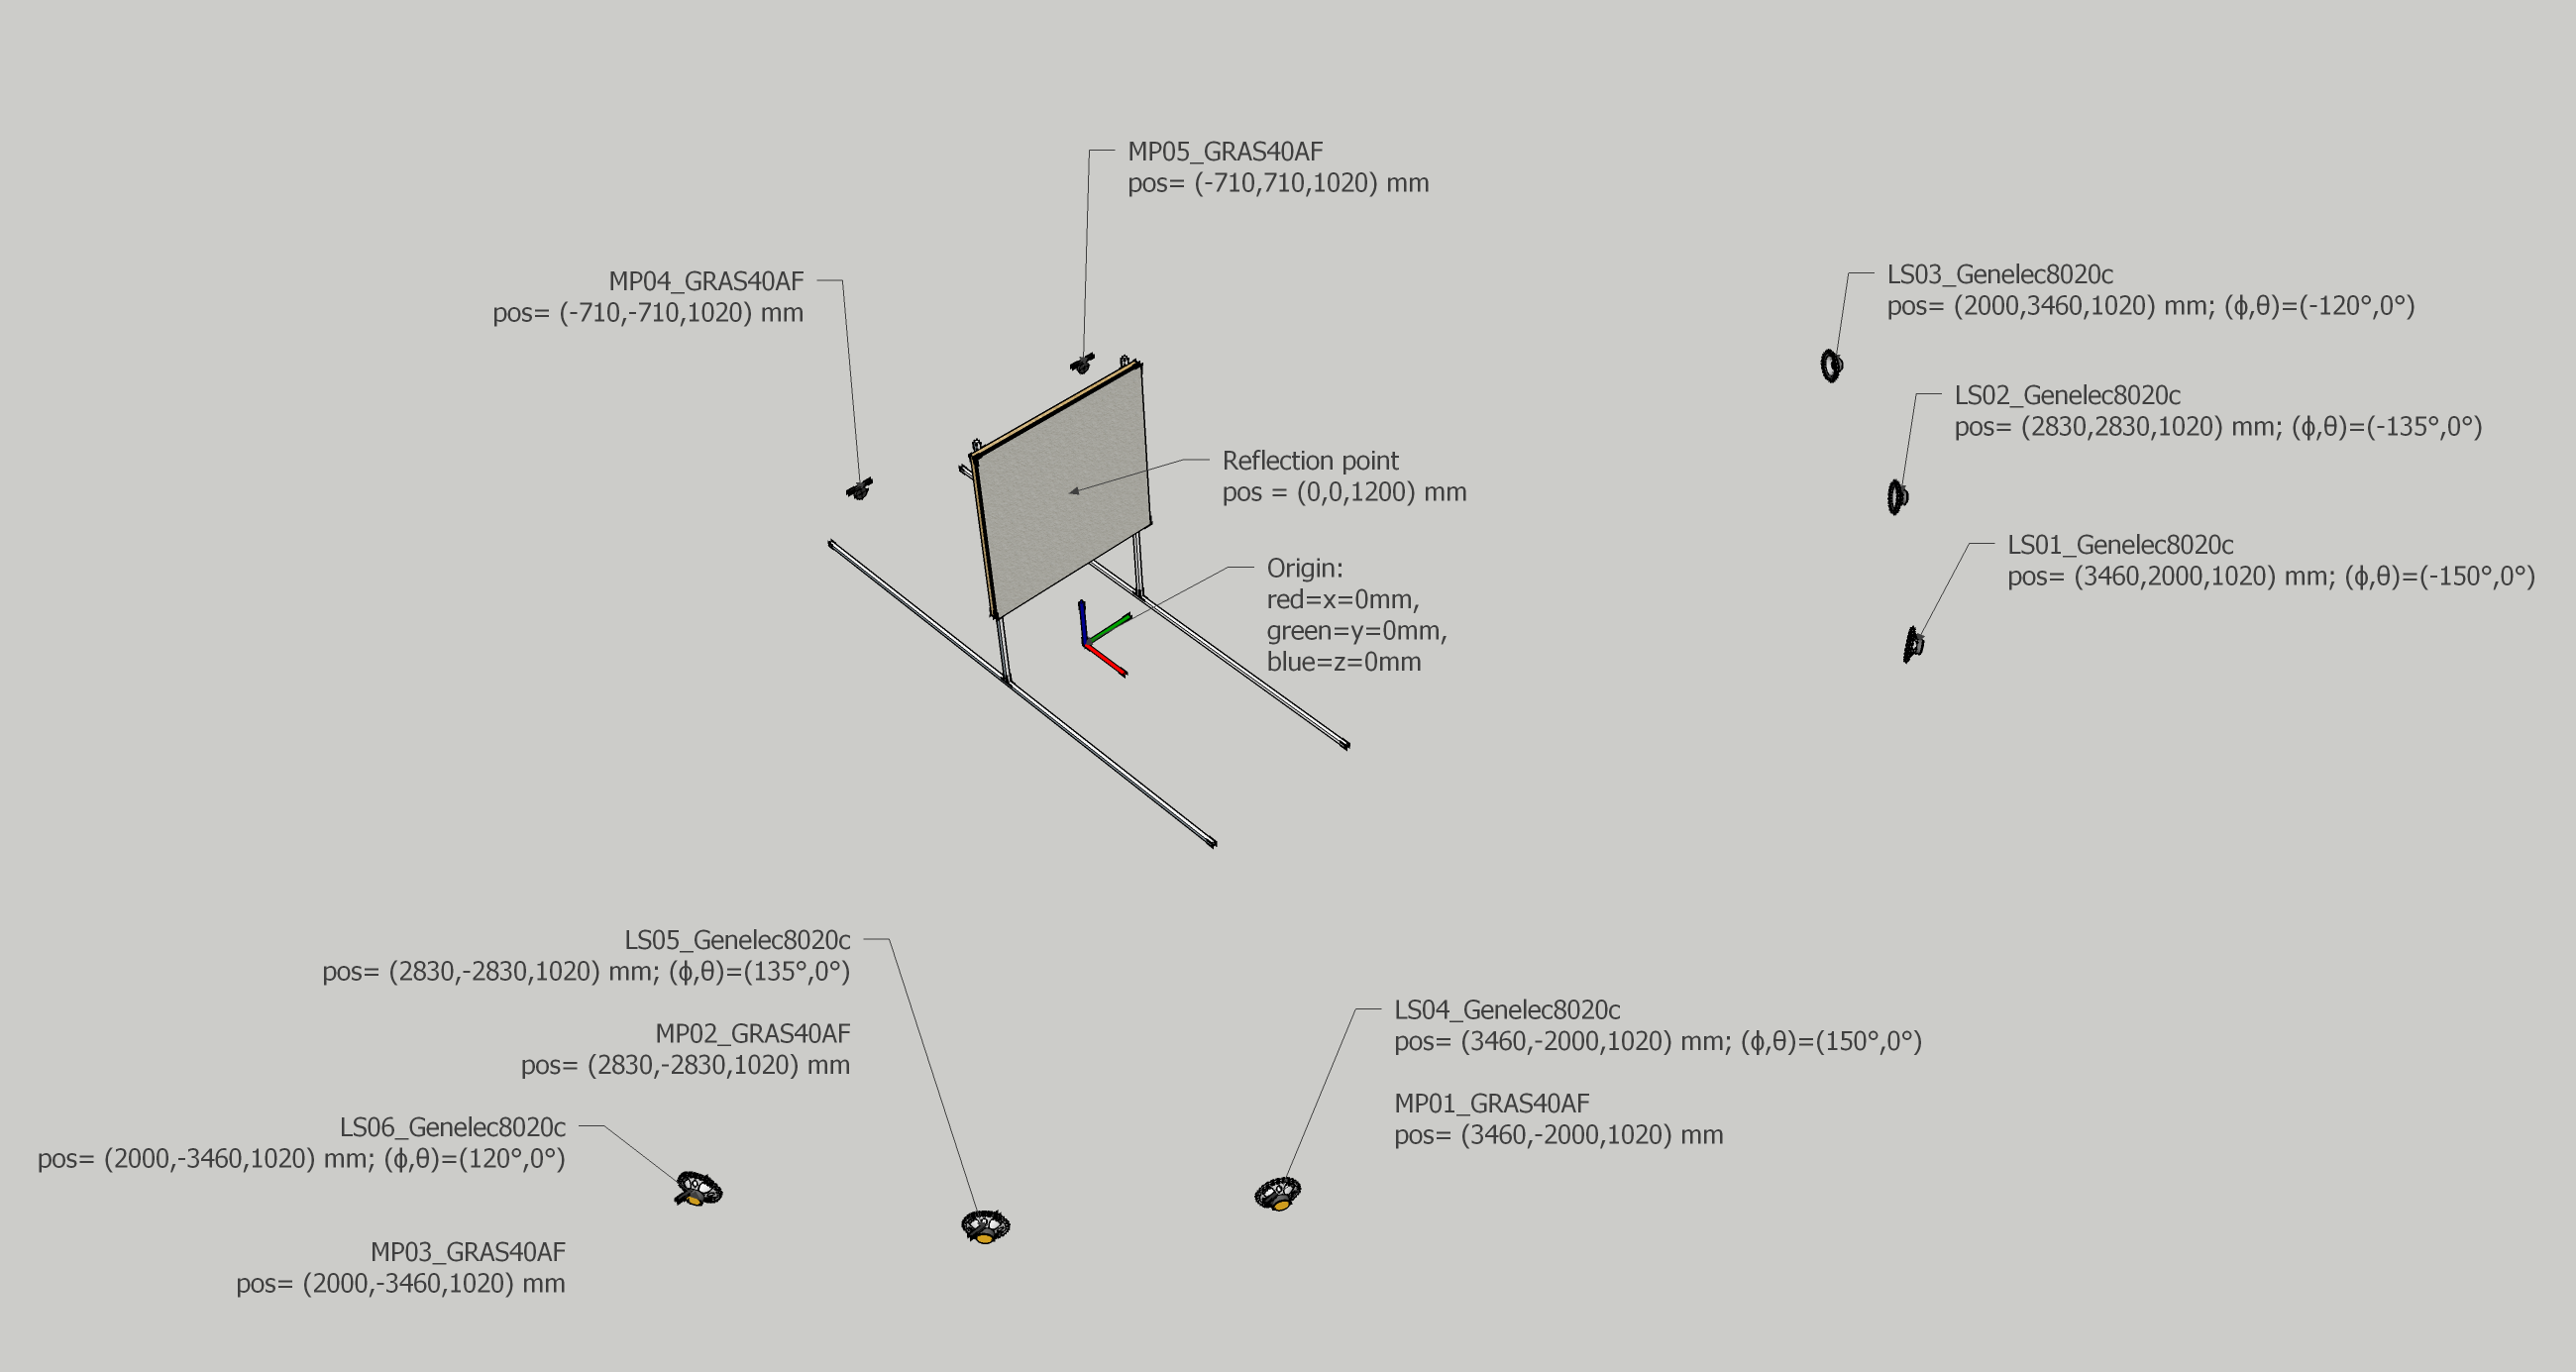 MP05_GRAS40AF
pos= (-710,710,1020) mm
MP04_GRAS40AF
pos= (-710,-710,1020) mm
LS03_Genelec8020c
pos= (2000,3460,1020) mm; (ϕ,θ)=(-120°,0°)
LS02_Genelec8020c
pos= (2830,2830,1020) mm; (ϕ,θ)=(-135°,0°)
Reflection point
pos = (0,0,1200) mm
LS01_Genelec8020c
pos= (3460,2000,1020) mm; (ϕ,θ)=(-150°,0°)
Origin:
red=x=0mm,
green=y=0mm,
blue=z=0mm
LS05_Genelec8020c
pos= (2830,-2830,1020) mm; (ϕ,θ)=(135°,0°)
MP02_GRAS40AF
pos= (2830,-2830,1020) mm
LS04_Genelec8020c
pos= (3460,-2000,1020) mm; (ϕ,θ)=(150°,0°)
MP01_GRAS40AF
pos= (3460,-2000,1020) mm
LS06_Genelec8020c
pos= (2000,-3460,1020) mm; (ϕ,θ)=(120°,0°)
MP03_GRAS40AF
pos= (2000,-3460,1020) mm